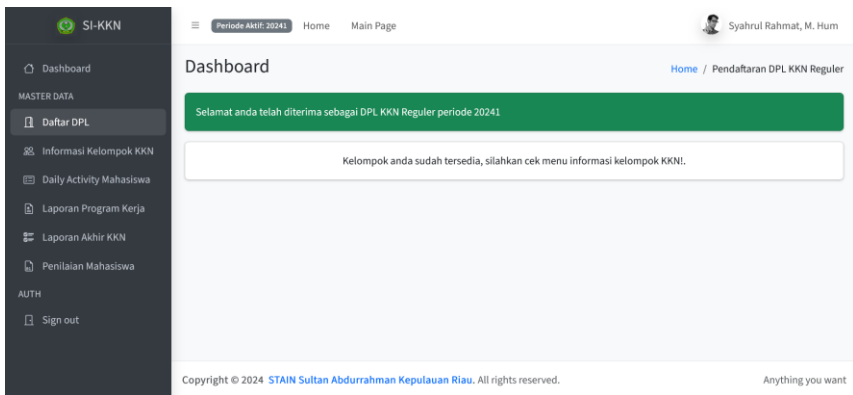 SI-KKN
Periode Aktif: 20241 Home Main Page
Syahrul Rahmat, M. Hum
Dashboard
MASTER DATA
Daftar DPL
Informasi Kelompok KKN
Daily Activity Mahasiswa
Laporan Program Kerja
Laporan Akhir KKN
Penilaian Mahasiswa
AUTH
Sign out
Dashboard
Home / Pendaftaran DPL KKN Reguler
Selamat anda telah diterima sebagai DPL KKN Reguler periode 20241
Kelompok anda sudah tersedia, silahkan cek menu informasi kelompok KKN!.
Copyright © 2024 STAIN Sultan Abdurrahman Kepulauan Riau. All rights reserved.
Anything you want